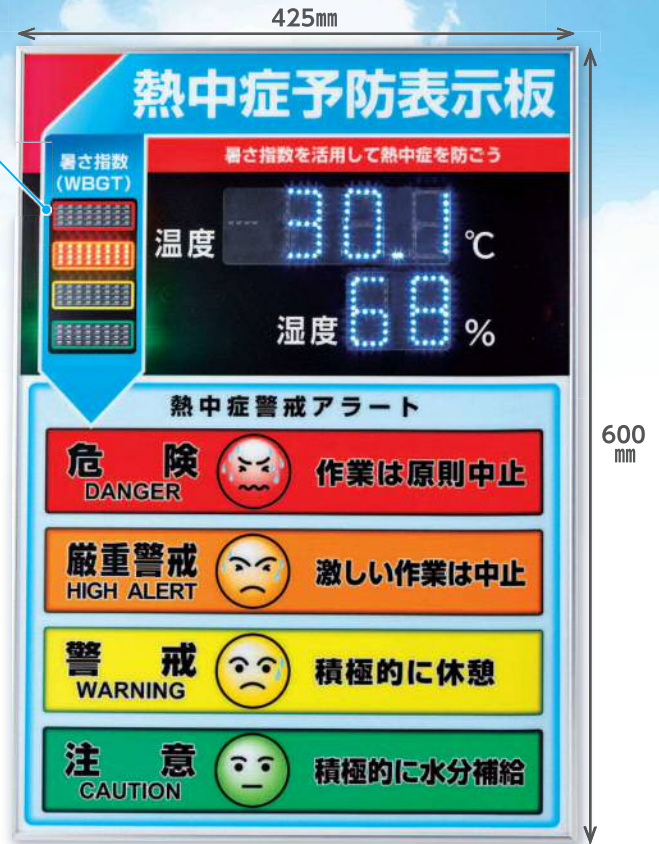 425㎜
熱中症予防表示板
暑さ指数
(WBGT)
暑さ指数を活用して熱中症を防ごう
温度 30.1 ℃
湿度 68 %
熱中症警戒アラート
危険
DANGER
作業は原則中止
厳重警戒
HIGH ALERT
激しい作業は中止
警戒
WARNING
積極的に休憩
注意
CAUTION
積極的に水分補給
600
㎜